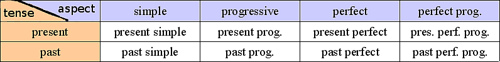 tense aspect simple progressive perfect perfect prog.
present present simple present prog. present perfect pres. perf. prog.
past past simple past prog. past perfect past perf. prog.